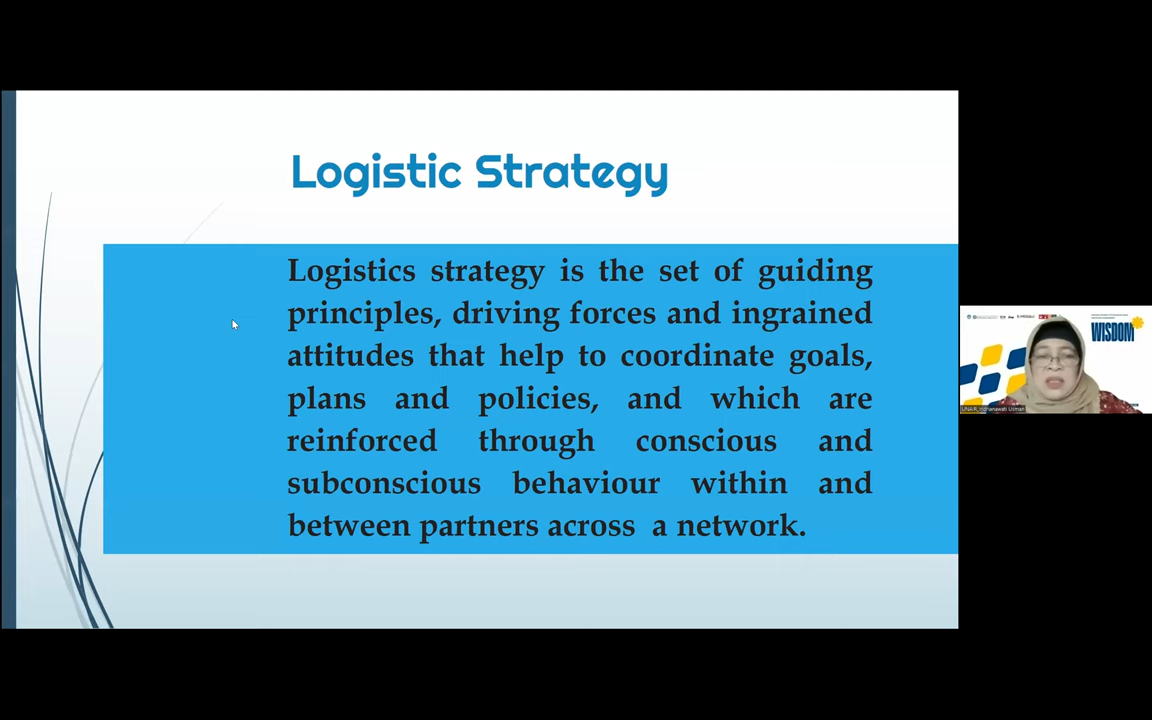 Logistic Strategy
Logistics strategy is the set of guiding
principles, driving forces and ingrained
attitudes that help to coordinate goals,
plans and policies, and which are
reinforced through conscious and
subconscious behaviour within and
between partners across a network.
WISDOM